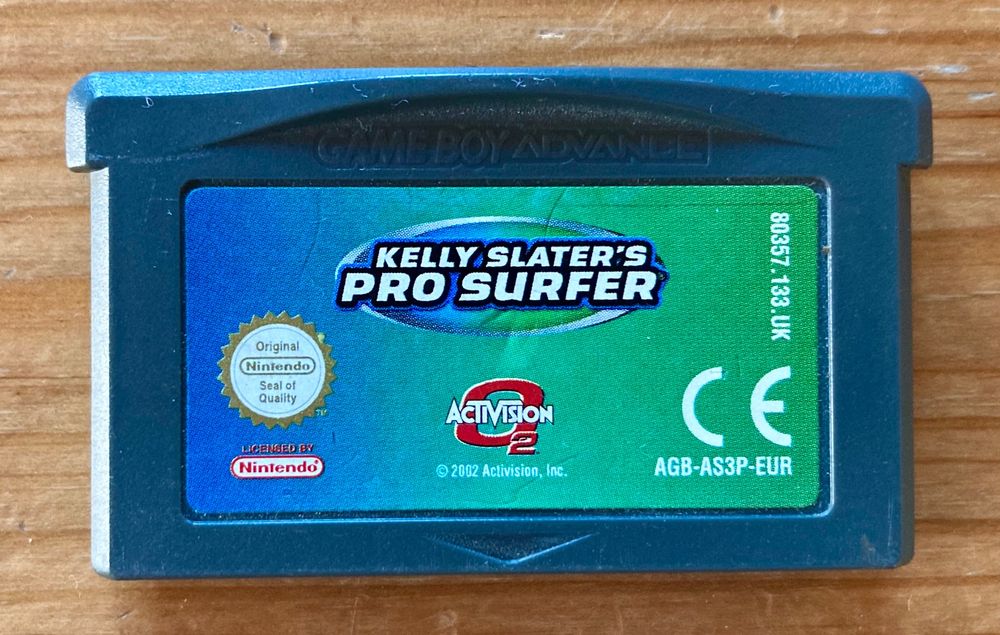 GAME BOY ADVANCE
KELLY SLATER'S
PRO SURFER
80357.133.UK
Original
Nintendo
Seal of
Quality
TM
LICENSED BY
Nintendo®
ACTIVISION
O2
© 2002 Activision, Inc.
CE
AGB-AS3P-EUR